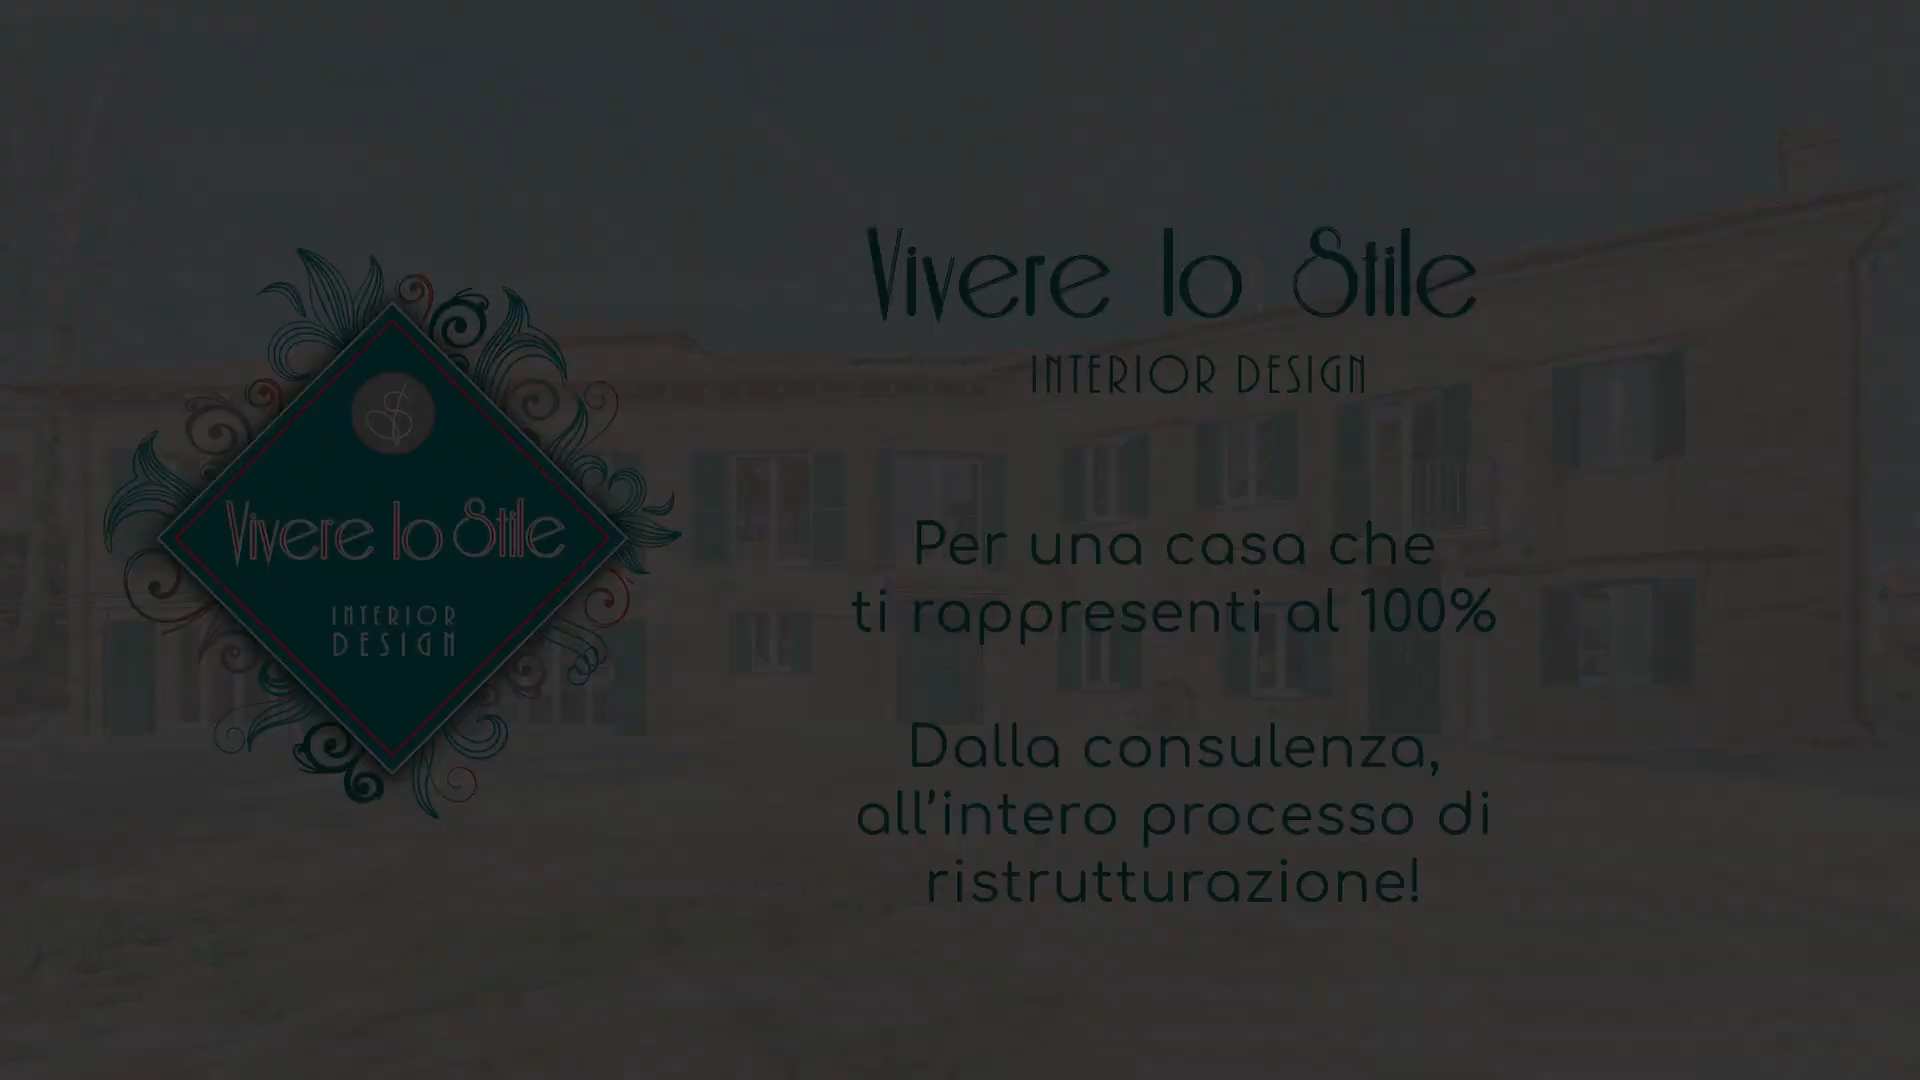 Vivere lo Stile
INTERIOR
DESIGN
Vivere lo Stile
INTERIOR DESIGN
Per una casa che
ti rappresenti al 100%
Dalla consulenza,
all'intero processo di
ristrutturazione!